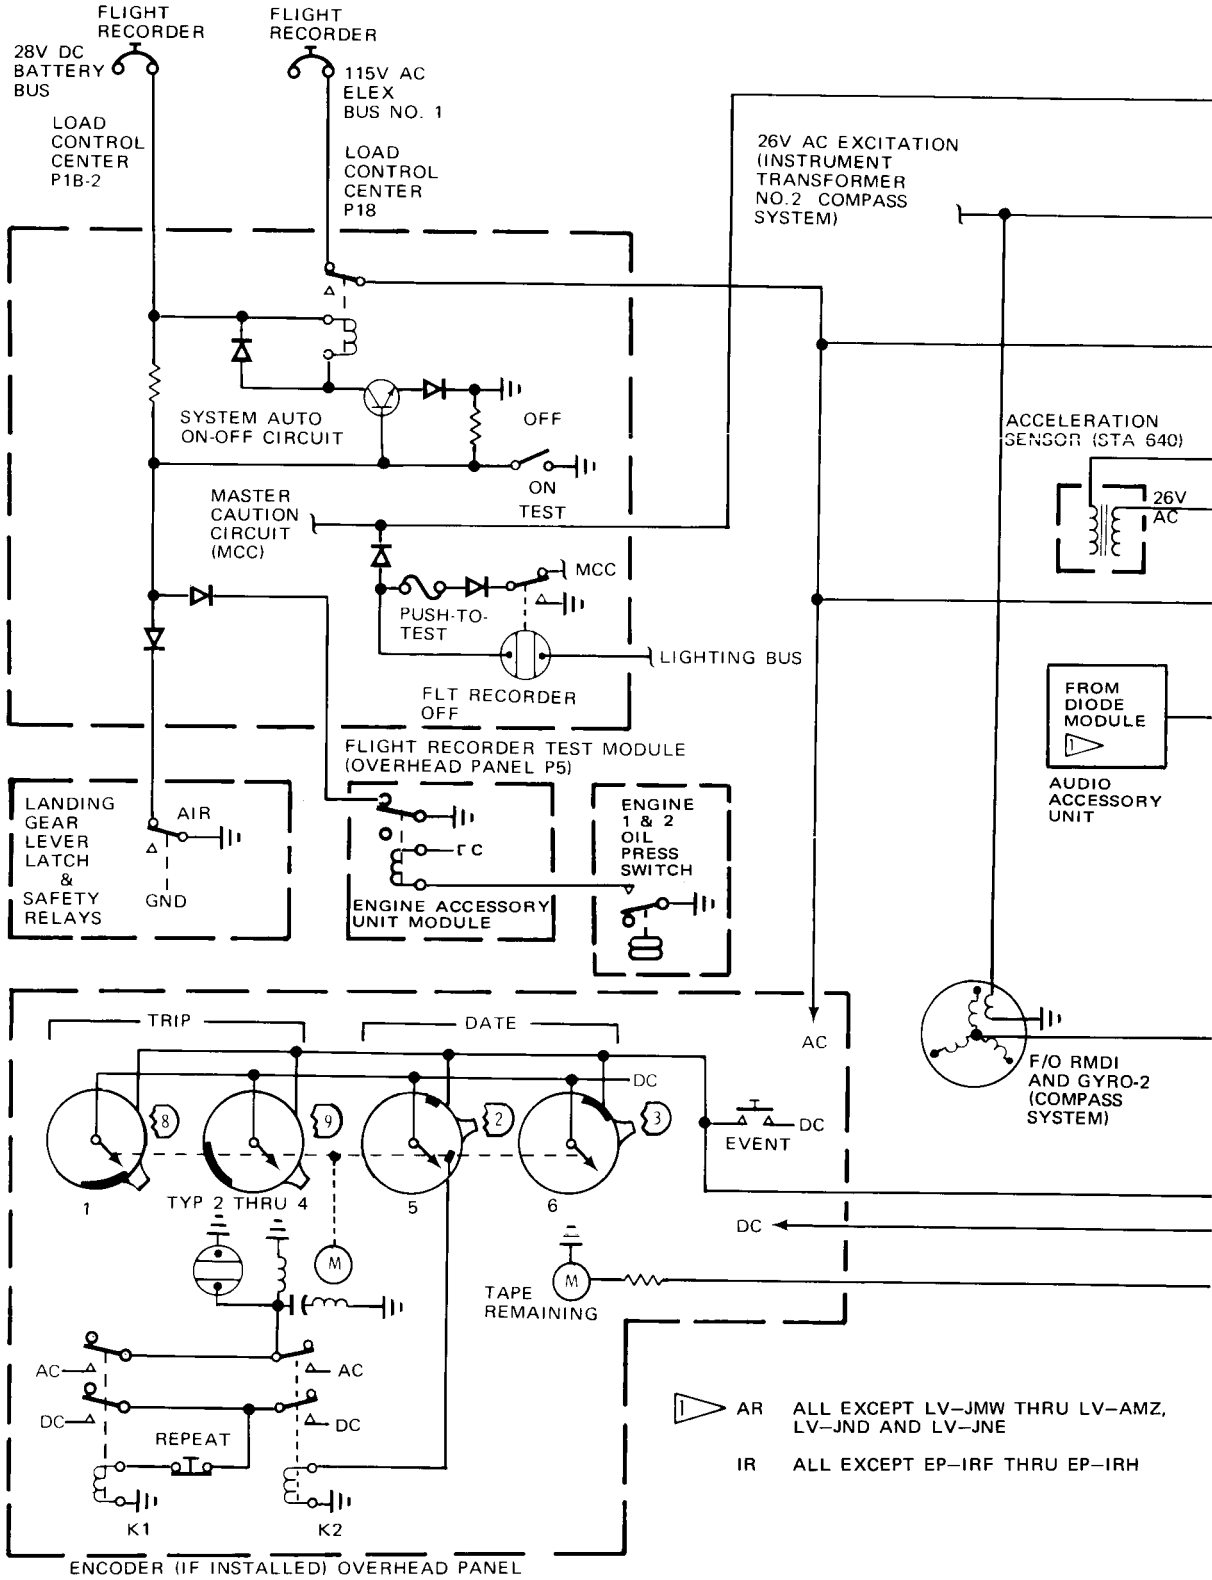 FLIGHT
RECORDER
FLIGHT
RECORDER
28V DC
BATTERY
BUS
115V AC
ELEX
BUS NO. 1
LOAD
CONTROL
CENTER
P1B-2
LOAD
CONTROL
CENTER
P18
26V AC EXCITATION
(INSTRUMENT
TRANSFORMER
NO.2 COMPASS
SYSTEM)
SYSTEM AUTO
ON-OFF CIRCUIT
OFF
ON
TEST
ACCELERATION
SENSOR (STA 640)
26V
AC
MASTER
CAUTION
CIRCUIT
(MCC)
MCC
PUSH-TO-
TEST
LIGHTING BUS
FLT RECORDER
OFF
FROM
DIODE
MODULE
1
AUDIO
ACCESSORY
UNIT
FLIGHT RECORDER TEST MODULE
(OVERHEAD PANEL P5)
LANDING
GEAR
LEVER
LATCH
&
SAFETY
RELAYS
AIR
GND
C
ENGINE ACCESSORY
UNIT MODULE
ENGINE
1 & 2
OIL
PRESS
SWITCH
TRIP
DATE
AC
F/O RMDI
AND GYRO-2
(COMPASS
SYSTEM)
DC
8
9
2
3
DC
EVENT
1
TYP 2 THRU 4
5
6
DC
M
M
TAPE
REMAINING
AC
AC
DC
DC
REPEAT
K1
K2
1 AR ALL EXCEPT LV-JMW THRU LV-AMZ,
LV-JND AND LV-JNE
IR ALL EXCEPT EP-IRF THRU EP-IRH
ENCODER (IF INSTALLED) OVERHEAD PANEL